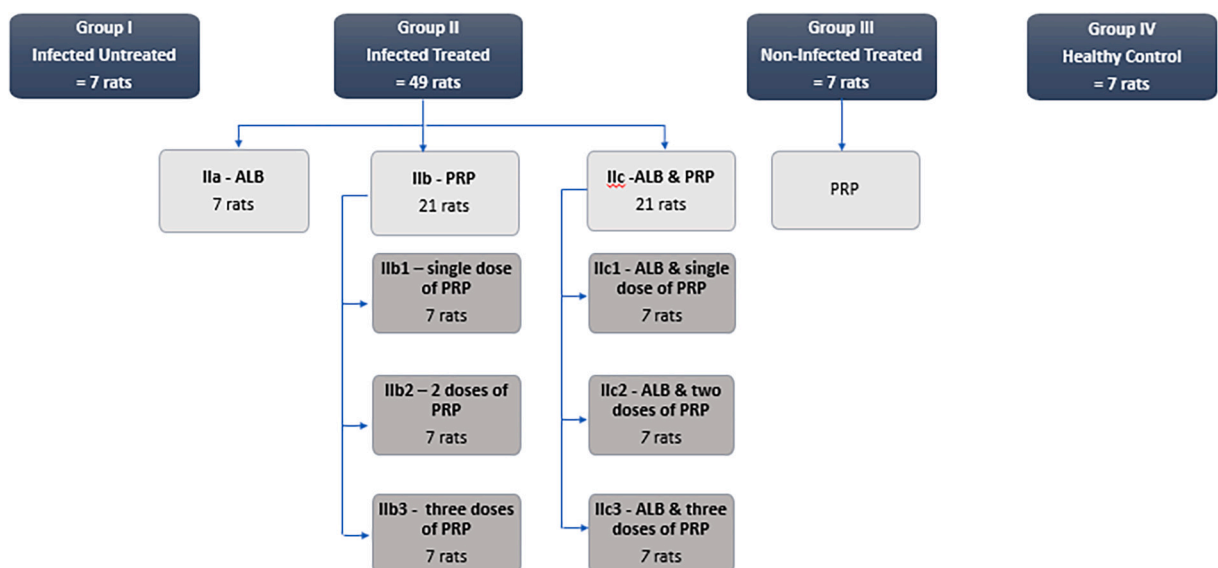 Group I
Infected Untreated
= 7 rats
Group II
Infected Treated
= 49 rats
Group III
Non-Infected Treated
= 7 rats
Group IV
Healthy Control
= 7 rats
IIa - ALB
7 rats
IIb - PRP
21 rats
IIc -ALB & PRP
21 rats
PRP
IIb1 – single dose
of PRP
7 rats
IIc1 - ALB & single
dose of PRP
7 rats
IIb2 – 2 doses of
PRP
7 rats
IIc2 - ALB & two
doses of PRP
7 rats
IIb3 -  three doses
of PRP
7 rats
IIc3 - ALB & three
doses of PRP
7 rats